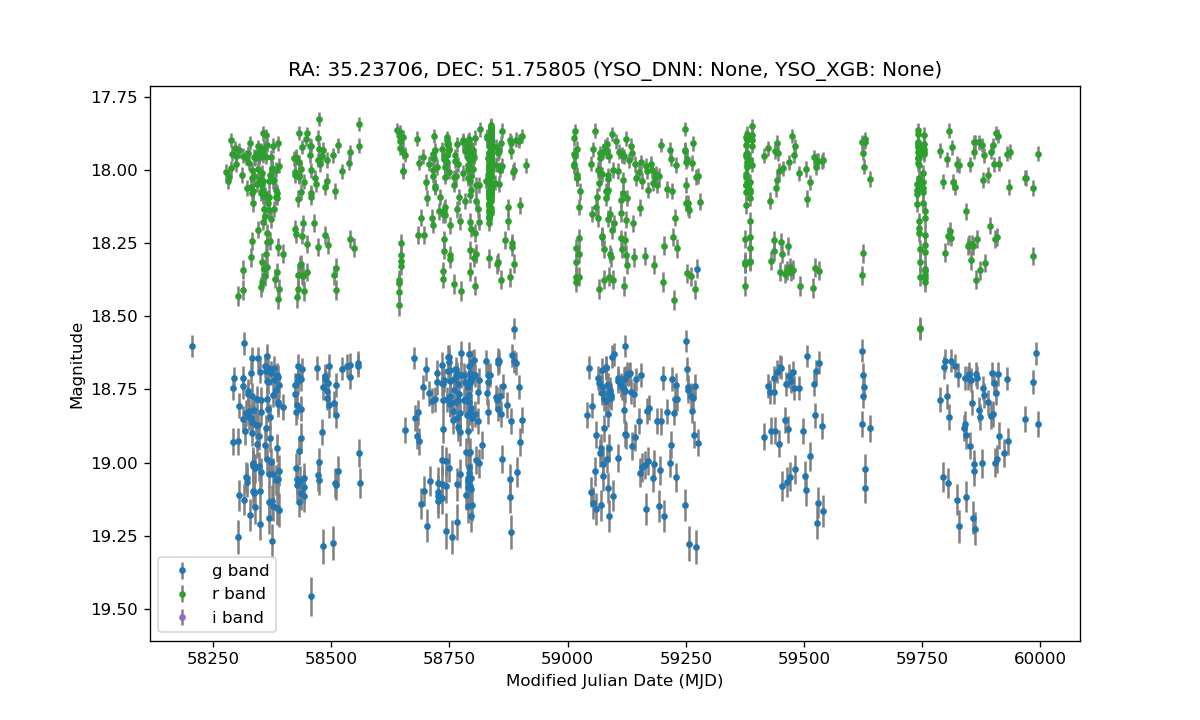 RA: 35.23706, DEC: 51.75805 (YSO_DNN: None, YSO_XGB: None)
17.75
18.00
18.25
18.50
18.75
19.00
19.25
19.50
Magnitude
g band
r band
i band
58250
58500
58750
59000
59250
59500
59750
60000
Modified Julian Date (MJD)